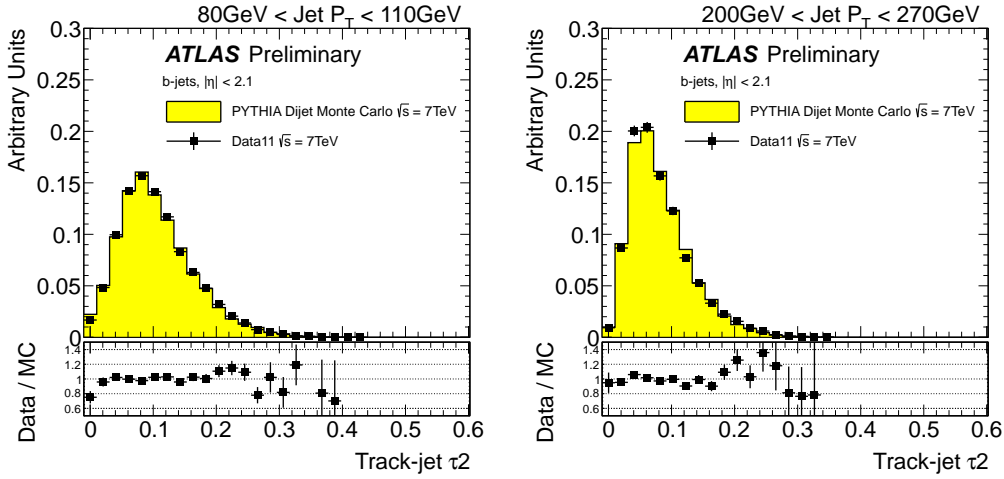 80GeV < Jet P_T < 110GeV
Arbitrary Units
0.3
0.25
0.2
0.15
0.1
0.05
0
ATLAS Preliminary
b-jets, |η| < 2.1
PYTHIA Dijet Monte Carlo √s = 7TeV
Data11 √s = 7TeV
Data / MC
1.4
1.2
1
0.8
0.6
0 0.1 0.2 0.3 0.4 0.5 0.6
Track-jet τ2
200GeV < Jet P_T < 270GeV
Arbitrary Units
0.3
0.25
0.2
0.15
0.1
0.05
0
ATLAS Preliminary
b-jets, |η| < 2.1
PYTHIA Dijet Monte Carlo √s = 7TeV
Data11 √s = 7TeV
Data / MC
1.4
1.2
1
0.8
0.6
0 0.1 0.2 0.3 0.4 0.5 0.6
Track-jet τ2